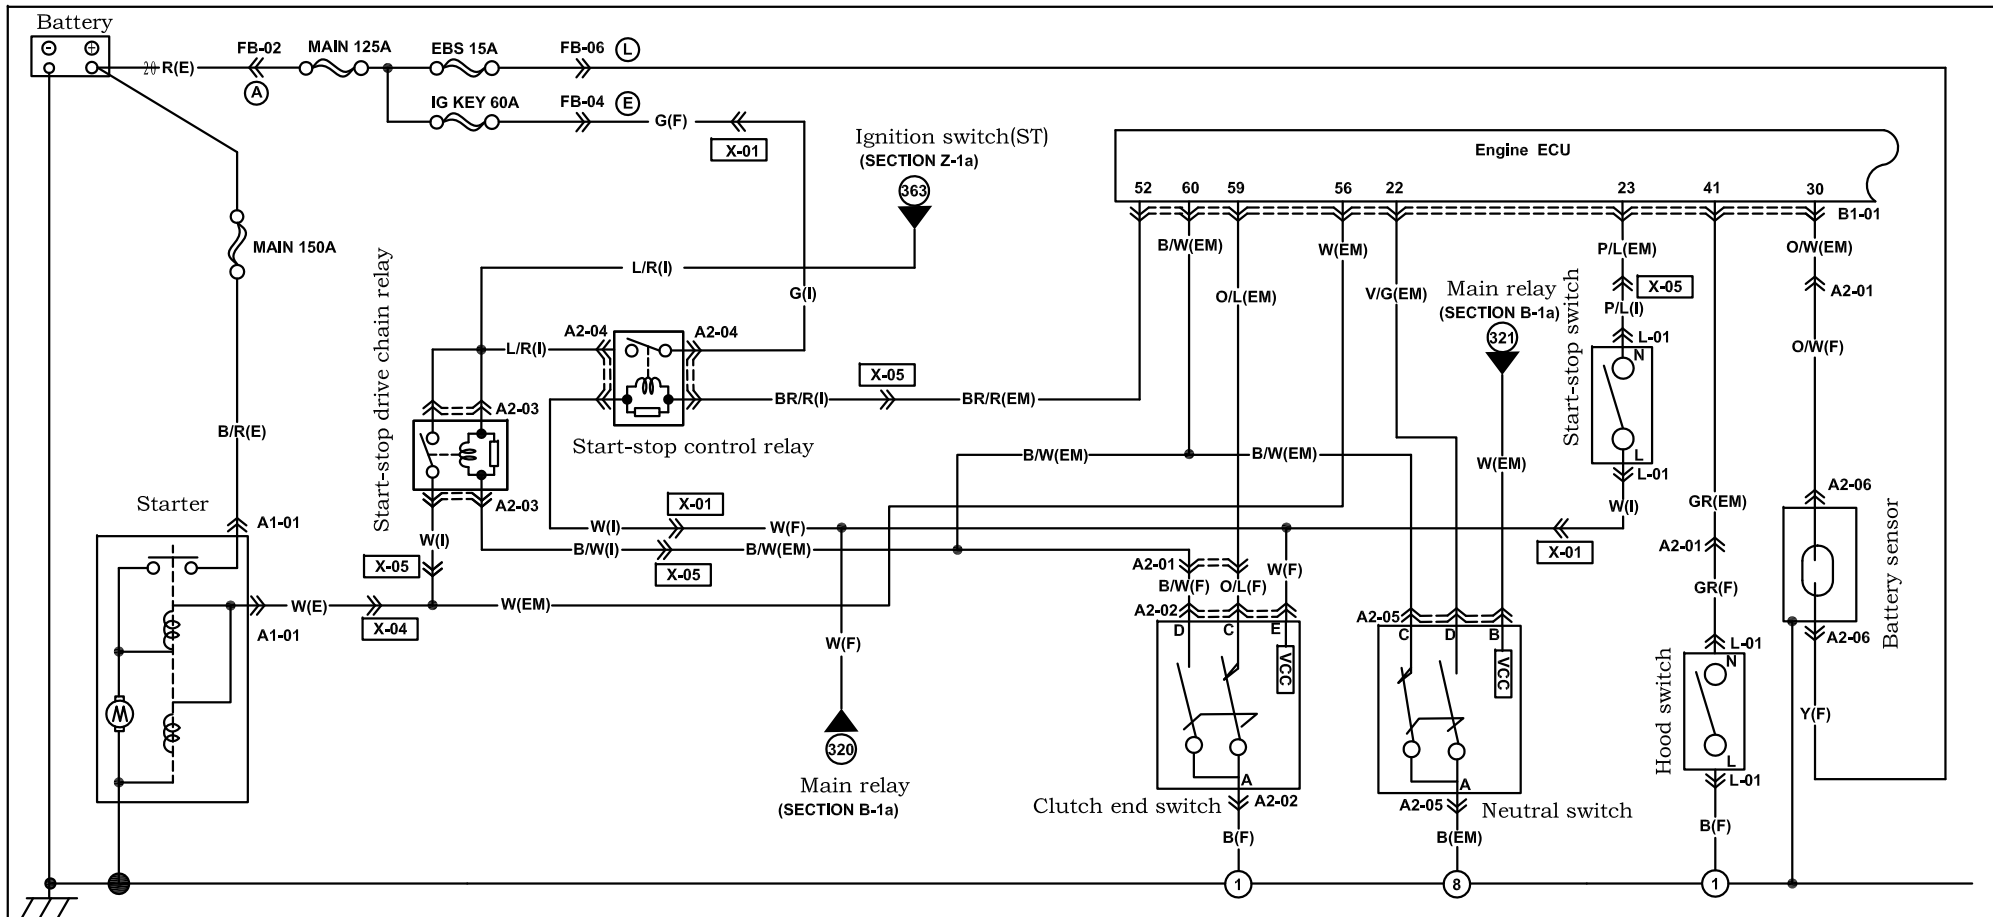 Battery
FB-02
MAIN 125A
EBS 15A
FB-06
L
20 R(E)
A
IG KEY 60A
FB-04
E
G(F)
X-01
Ignition switch(ST)
(SECTION Z-1a)
363
Engine ECU
52
60
59
56
22
23
41
30
B1-01
B/W(EM)
W(EM)
P/L(EM)
O/W(EM)
MAIN 150A
L/R(I)
G(I)
O/L(EM)
V/G(EM)
Main relay
(SECTION B-1a)
321
X-05
P/L(I)
A2-01
Start-stop switch
L-01
N
L
L-01
O/W(F)
Start-stop drive chain relay
L/R(I)
A2-04
A2-04
BR/R(I)
X-05
BR/R(EM)
A2-03
Start-stop control relay
B/R(E)
B/W(EM)
B/W(EM)
W(EM)
A2-03
Starter
A1-01
W(I)
X-01
W(F)
W(I)
X-01
GR(EM)
A2-06
Battery sensor
W(I)
B/W(I)
X-05
B/W(EM)
X-05
A2-01
B/W(F)
O/L(F)
W(F)
A2-01
GR(F)
W(E)
X-04
W(EM)
A1-01
A2-02
D
C
E
VCC
A2-05
C
D
B
VCC
L-01
N
L
L-01
Hood switch
A2-06
W(F)
M
320
Main relay
(SECTION B-1a)
Y(F)
A
Clutch end switch
A2-02
A
A2-05
Neutral switch
B(F)
B(EM)
B(F)
1
8
1